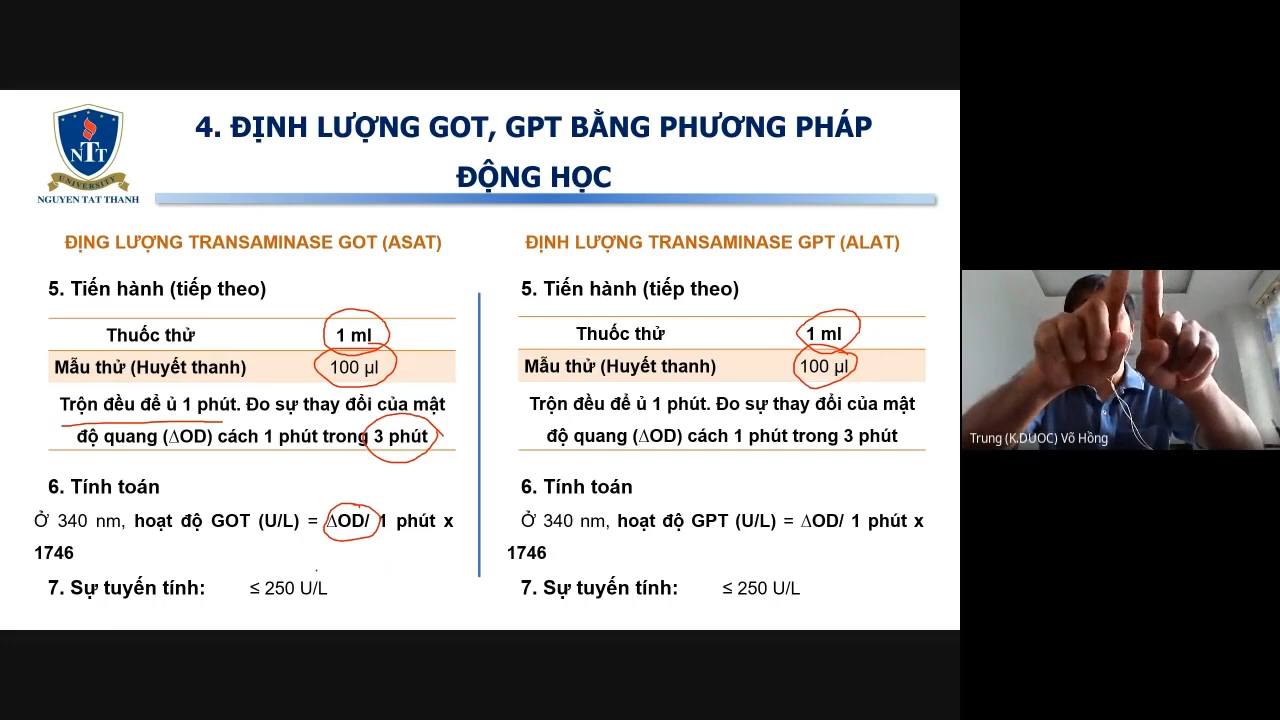 4. ĐỊNH LƯỢNG GOT, GPT BẰNG PHƯƠNG PHÁP
ĐỘNG HỌC
NTT
UNIVERSITY
NGUYEN TAT THANH
ĐỊNG LƯỢNG TRANSAMINASE GOT (ASAT)
5. Tiến hành (tiếp theo)
Thuốc thử 1 ml
Mẫu thử (Huyết thanh) 100 µl
Trộn đều để ủ 1 phút. Đo sự thay đổi của mật
độ quang (∆OD) cách 1 phút trong 3 phút
6. Tính toán
Ở 340 nm, hoạt độ GOT (U/L) = ∆OD/ 1 phút x
1746
7. Sự tuyến tính: ≤ 250 U/L
ĐỊNH LƯỢNG TRANSAMINASE GPT (ALAT)
5. Tiến hành (tiếp theo)
Thuốc thử 1 ml
Mẫu thử (Huyết thanh) 100 µl
Trộn đều để ủ 1 phút. Đo sự thay đổi của mật
độ quang (∆OD) cách 1 phút trong 3 phút
6. Tính toán
Ở 340 nm, hoạt độ GPT (U/L) = ∆OD/ 1 phút x
1746
7. Sự tuyến tính: ≤ 250 U/L
Trung (K.DUOC) Võ Hồng